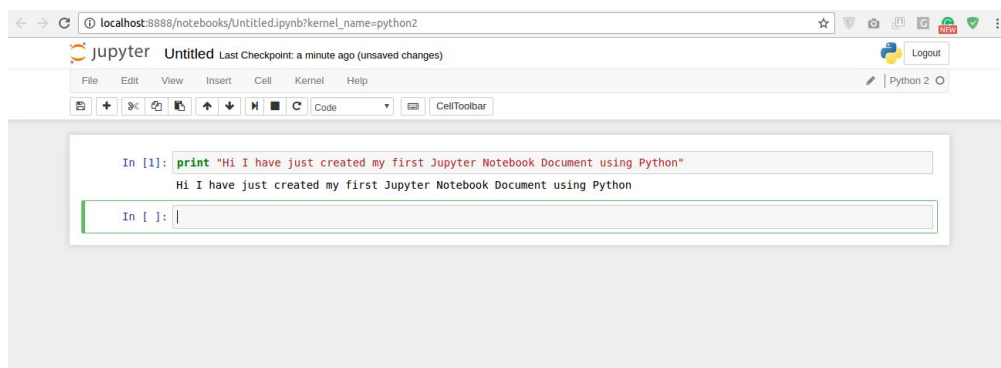 localhost:8888/notebooks/Untitled.ipynb?kernel_name=python2
NEW
jupyter Untitled Last Checkpoint: a minute ago (unsaved changes)
Logout
File Edit View Insert Cell Kernel Help
Python 2
Code
CellToolbar
In [1]: print "Hi I have just created my first Jupyter Notebook Document using Python"
Hi I have just created my first Jupyter Notebook Document using Python
In [ ]: